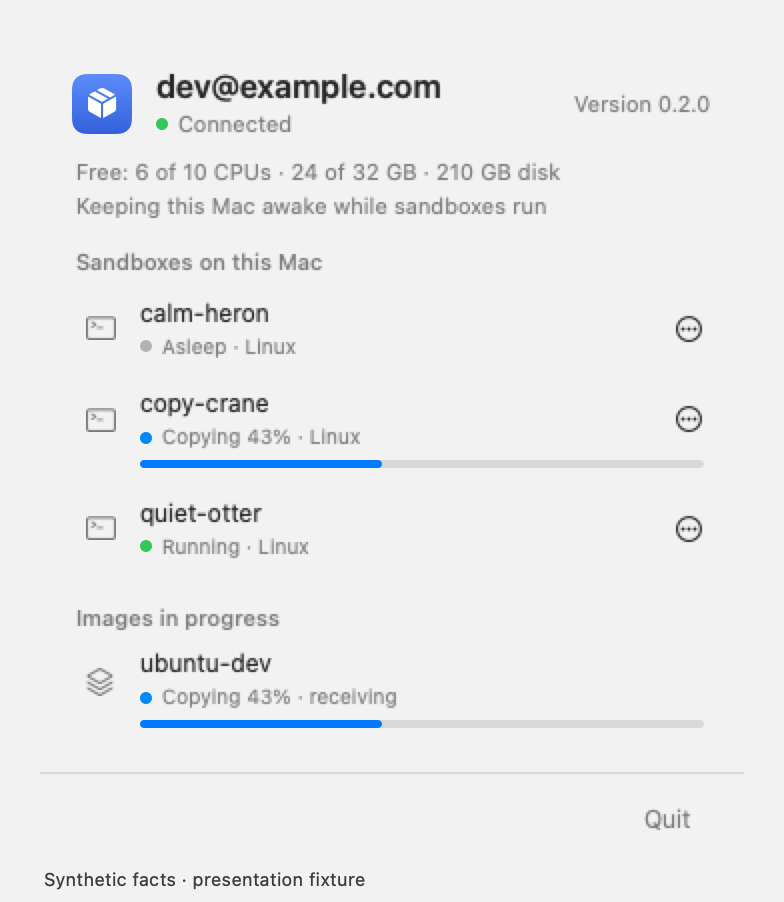 dev@example.com
Version 0.2.0
Connected
Free: 6 of 10 CPUs · 24 of 32 GB · 210 GB disk
Keeping this Mac awake while sandboxes run
Sandboxes on this Mac
calm-heron
Asleep · Linux
copy-crane
Copying 43% · Linux
quiet-otter
Running · Linux
Images in progress
ubuntu-dev
Copying 43% · receiving
Quit
Synthetic facts · presentation fixture